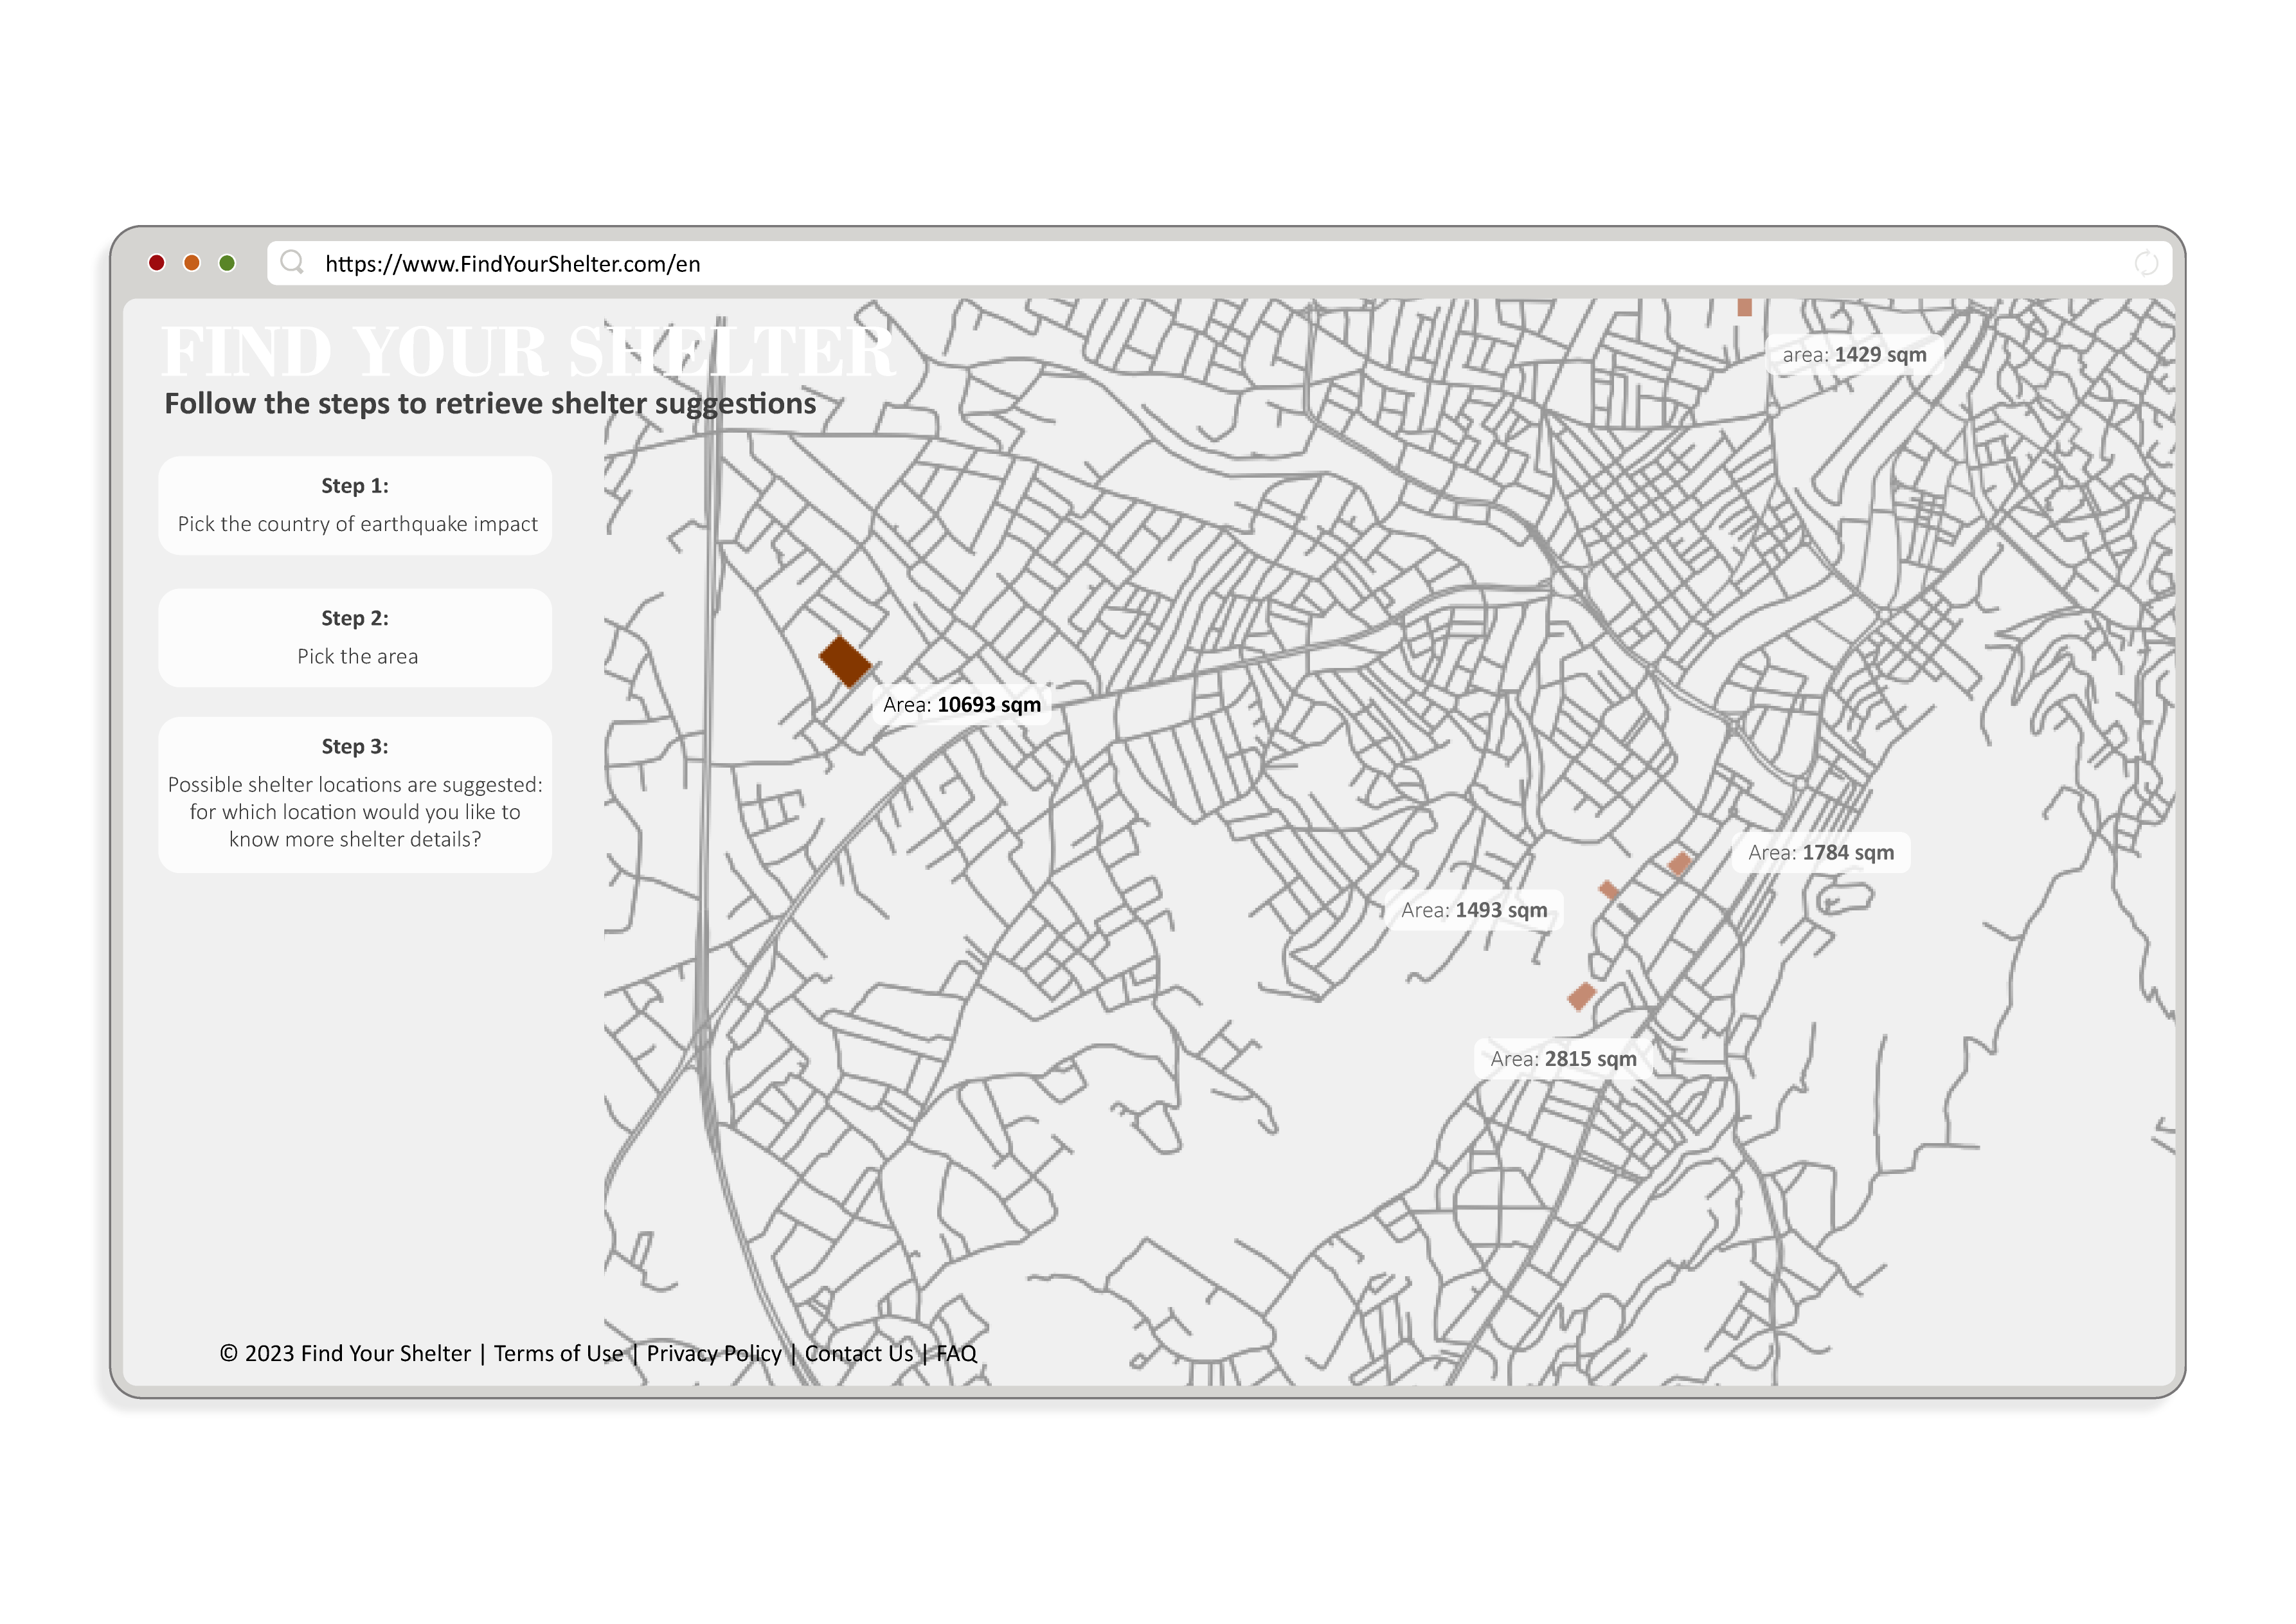 https://www.FindYourShelter.com/en
FIND YOUR SHELTER
Follow the steps to retrieve shelter suggestions
Step 1:
Pick the country of earthquake impact
Step 2:
Pick the area
Step 3:
Possible shelter locations are suggested:
for which location would you like to
know more shelter details?
area: 1429 sqm
Area: 10693 sqm
Area: 1784 sqm
Area: 1493 sqm
Area: 2815 sqm
© 2023 Find Your Shelter | Terms of Use | Privacy Policy | Contact Us | FAQ